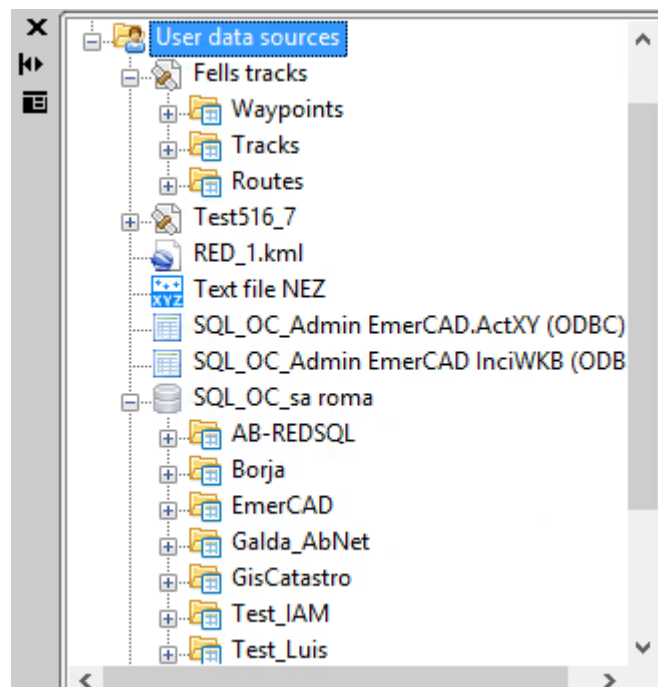 User data sources
Fells tracks
Waypoints
Tracks
Routes
Test516_7
RED_1.kml
XYZ Text file NEZ
SQL_OC_Admin EmerCAD.ActXY (ODBC)
SQL_OC_Admin EmerCAD InciWKB (ODB
SQL_OC_sa roma
AB-REDSQL
Borja
EmerCAD
Galda_AbNet
GisCatastro
Test_IAM
Test_Luis